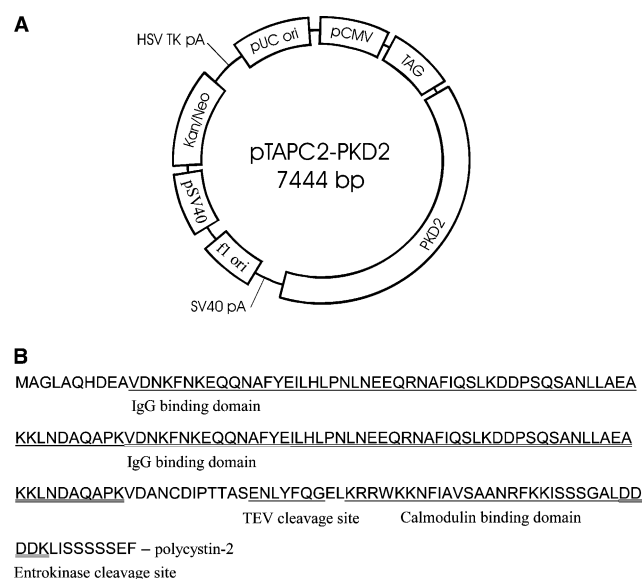 A
HSV TK pA
pUC ori
pCMV
TAG
Kan/Neo
pTAPC2-PKD2
7444 bp
pSV40
PKD2
f1 ori
SV40 pA
B
MAGLAQHDEAVDNKFNKEQQNAFYEILHLPNLNEEQRNAFIQSLKDDPSQSANLLAEA
IgG binding domain
KKLNDAQAPKVDNKFNKEQQNAFYEILHLPNLNEEQRNAFIQSLKDDPSQSANLLAEA
IgG binding domain
KKLNDAQAPKVDANCDIPTTASENLYFQGELKRRWKKNFIAVSAANRFKKISSSGALDD
TEV cleavage site Calmodulin binding domain
DDKLISSSSSEF – polycystin-2
Entrokinase cleavage site